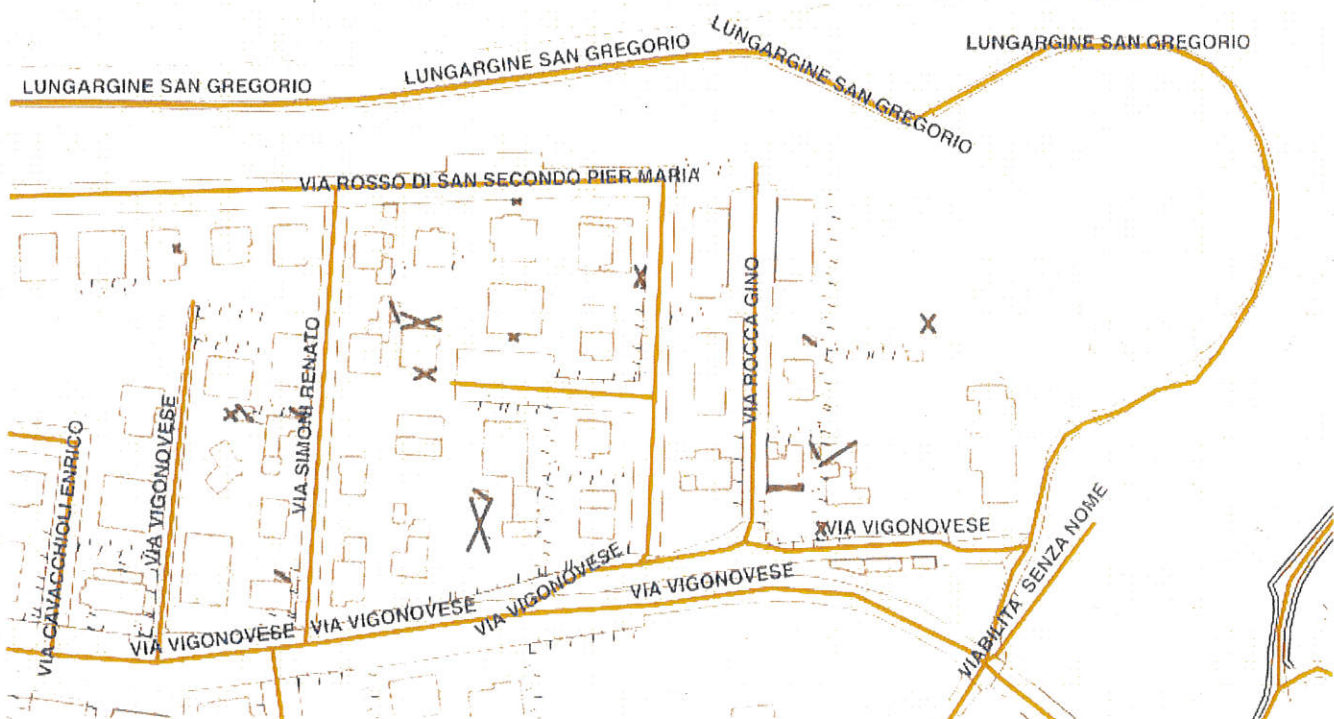 LUNGARGINE SAN GREGORIO
LUNGARGINE SAN GREGORIO
LUNGARGINE SAN GREGORIO
LUNGARGINE SAN GREGORIO
VIA ROSSO DI SAN SECONDO PIER MARIA
VIA ROCCA GINO
VIA SIMONI RENATO
VIA VIGONOVESE
VIA CAVACCHIOLI ENRICO
VIA VIGONOVESE
VIA VIGONOVESE
VIA VIGONOVESE
VIA VIGONOVESE
VIA VIGONOVESE
VIA VIGONOVESE
VIABILITA' SENZA NOME